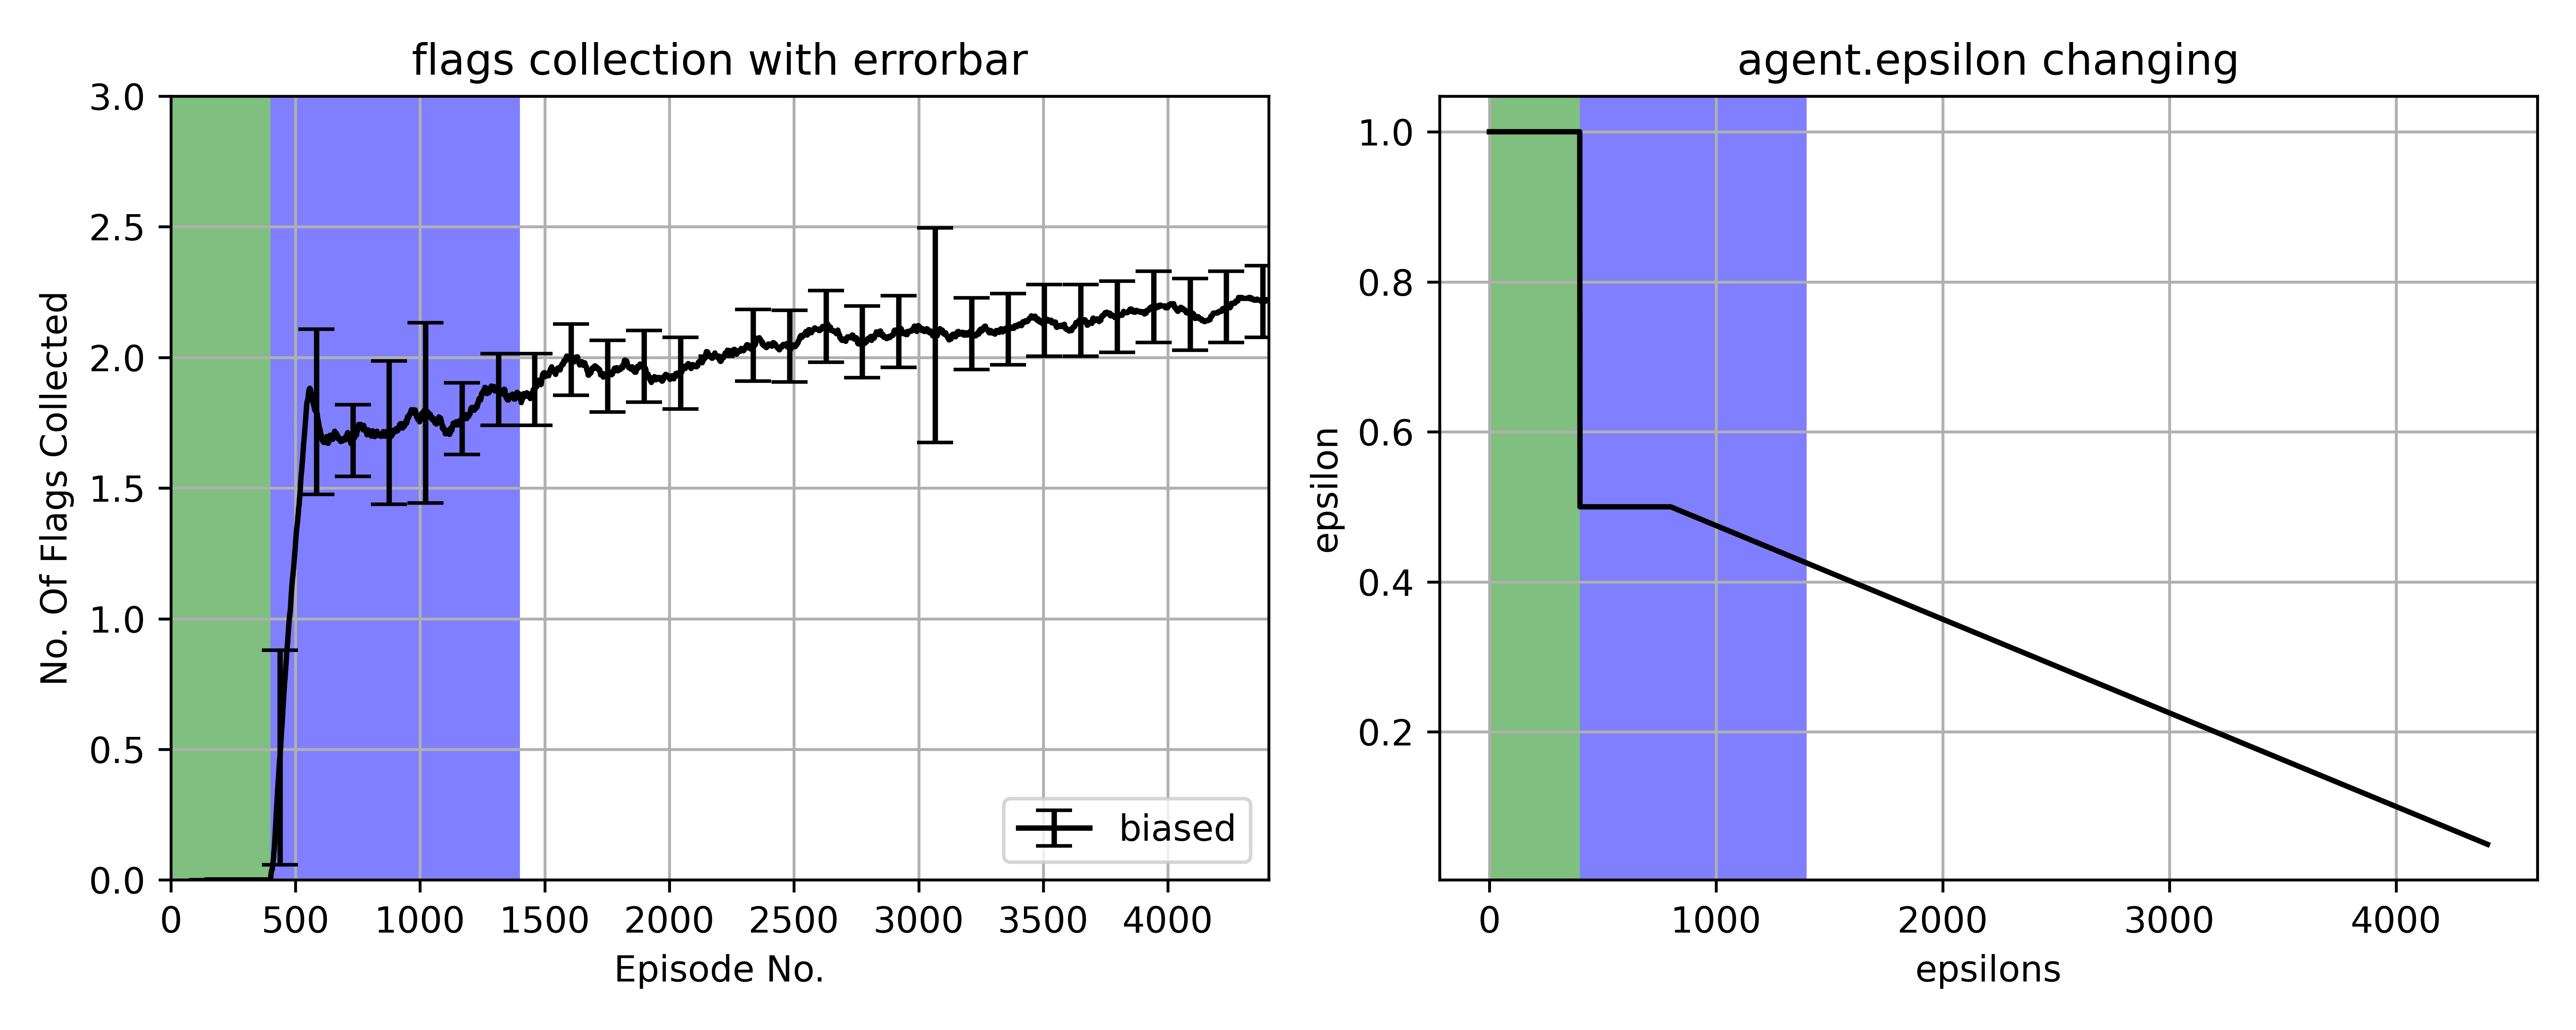 flags collection with errorbar
3.0
2.5
2.0
1.5
1.0
0.5
0.0
No. Of Flags Collected
0 500 1000 1500 2000 2500 3000 3500 4000
Episode No.
biased
agent.epsilon changing
1.0
0.8
0.6
0.4
0.2
epsilon
0 1000 2000 3000 4000
epsilons